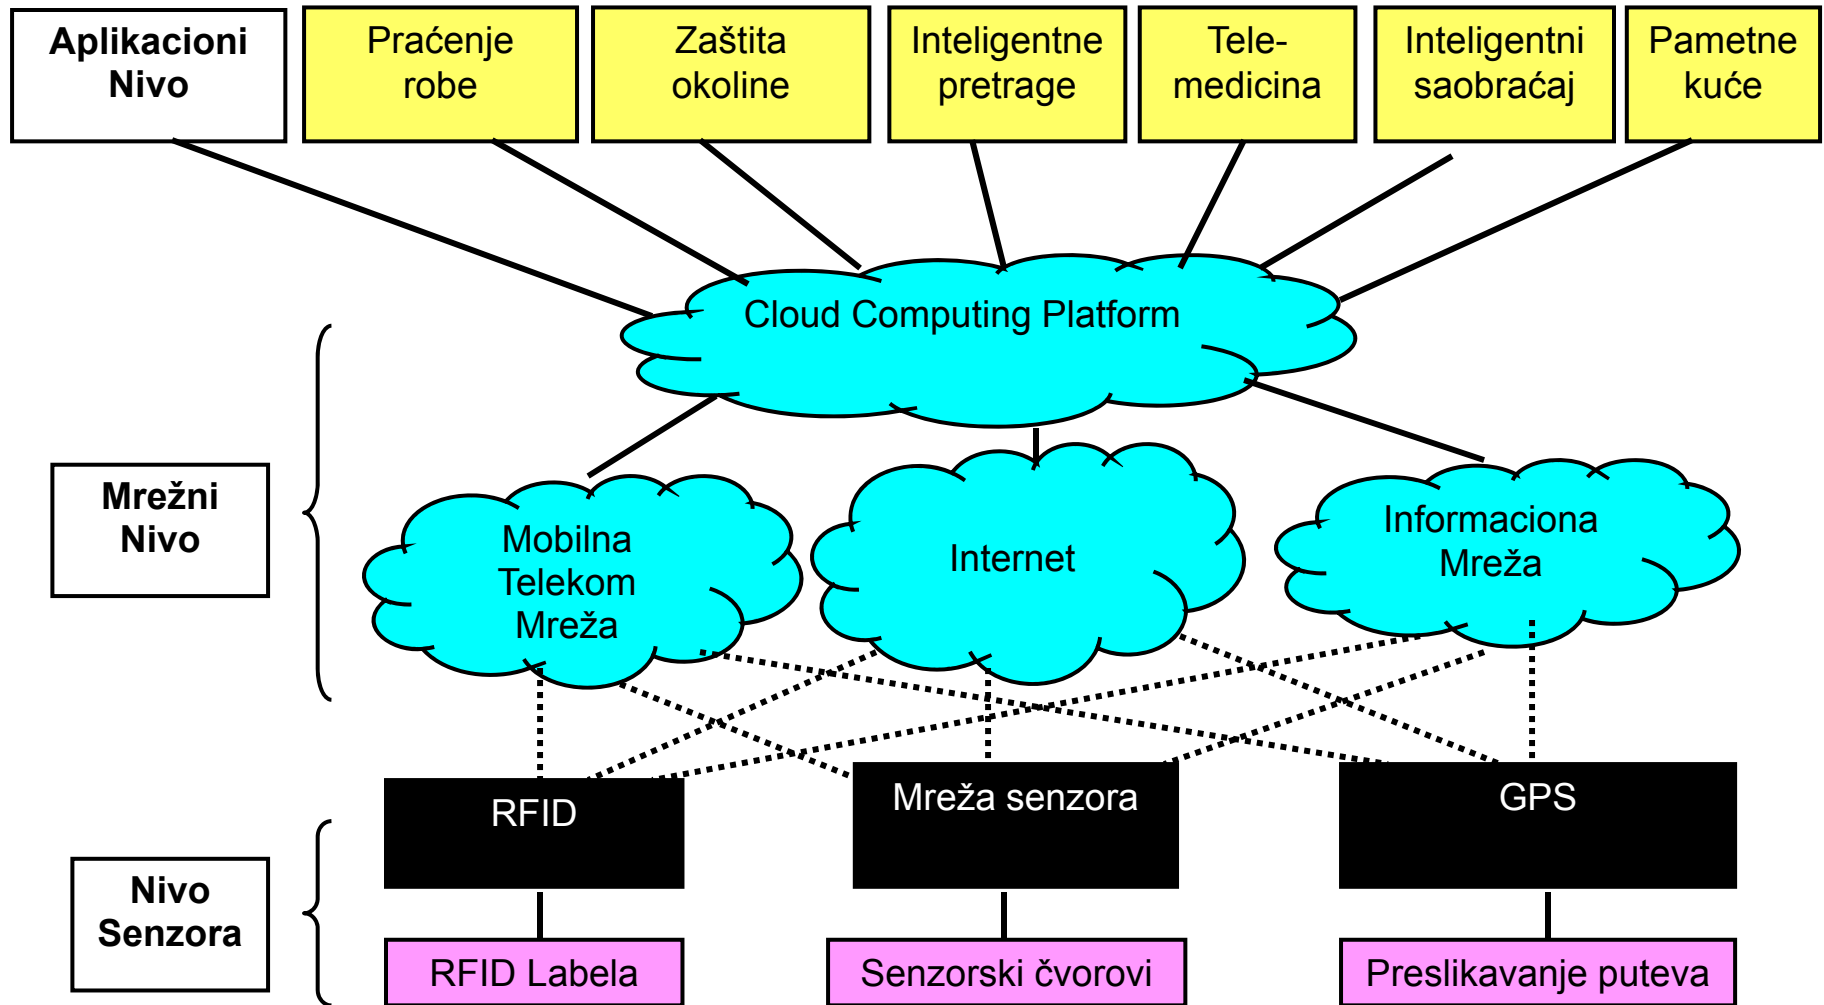 Aplikacioni
Nivo
Praćenje
robe
Zaštita
okoline
Inteligentne
pretrage
Tele-
medicina
Inteligentni
saobraćaj
Pametne
kuće
Cloud Computing Platform
Mrežni
Nivo
Mobilna
Telekom
Mreža
Internet
Informaciona
Mreža
RFID
Mreža senzora
GPS
Nivo
Senzora
RFID Labela
Senzorski čvorovi
Preslikavanje puteva